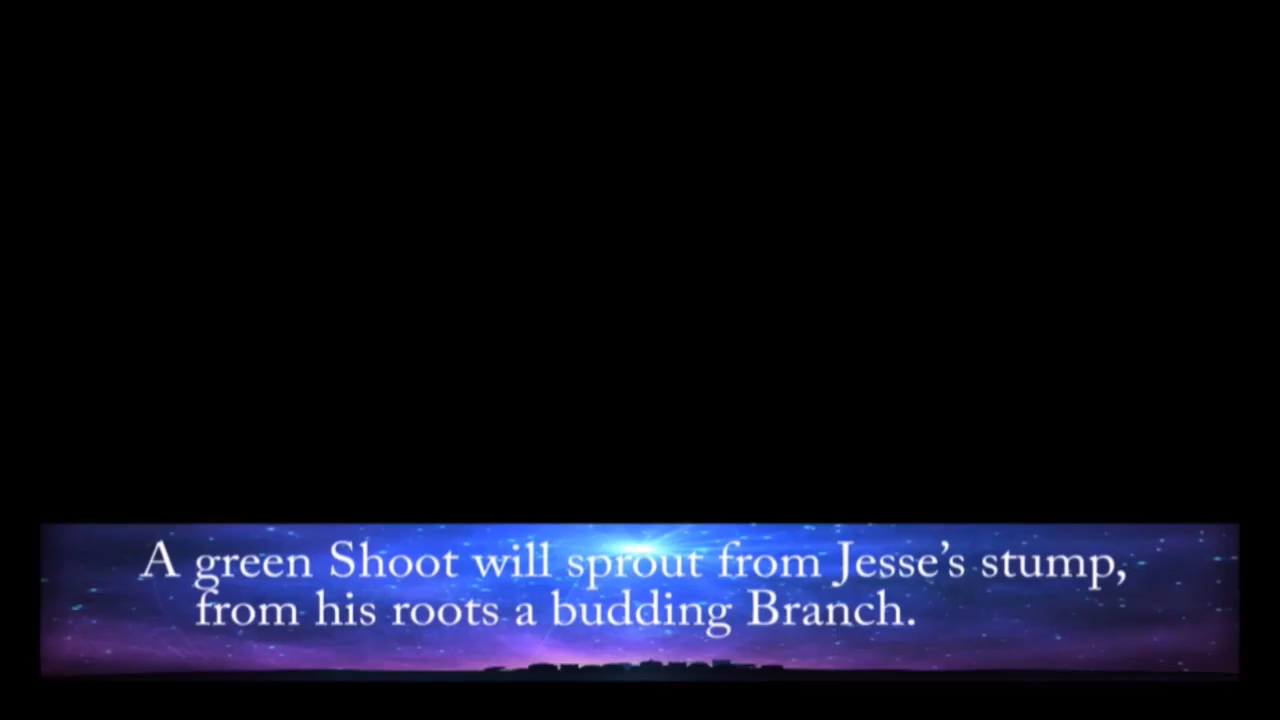 A green Shoot will sprout from Jesse’s stump,
from his roots a budding Branch.